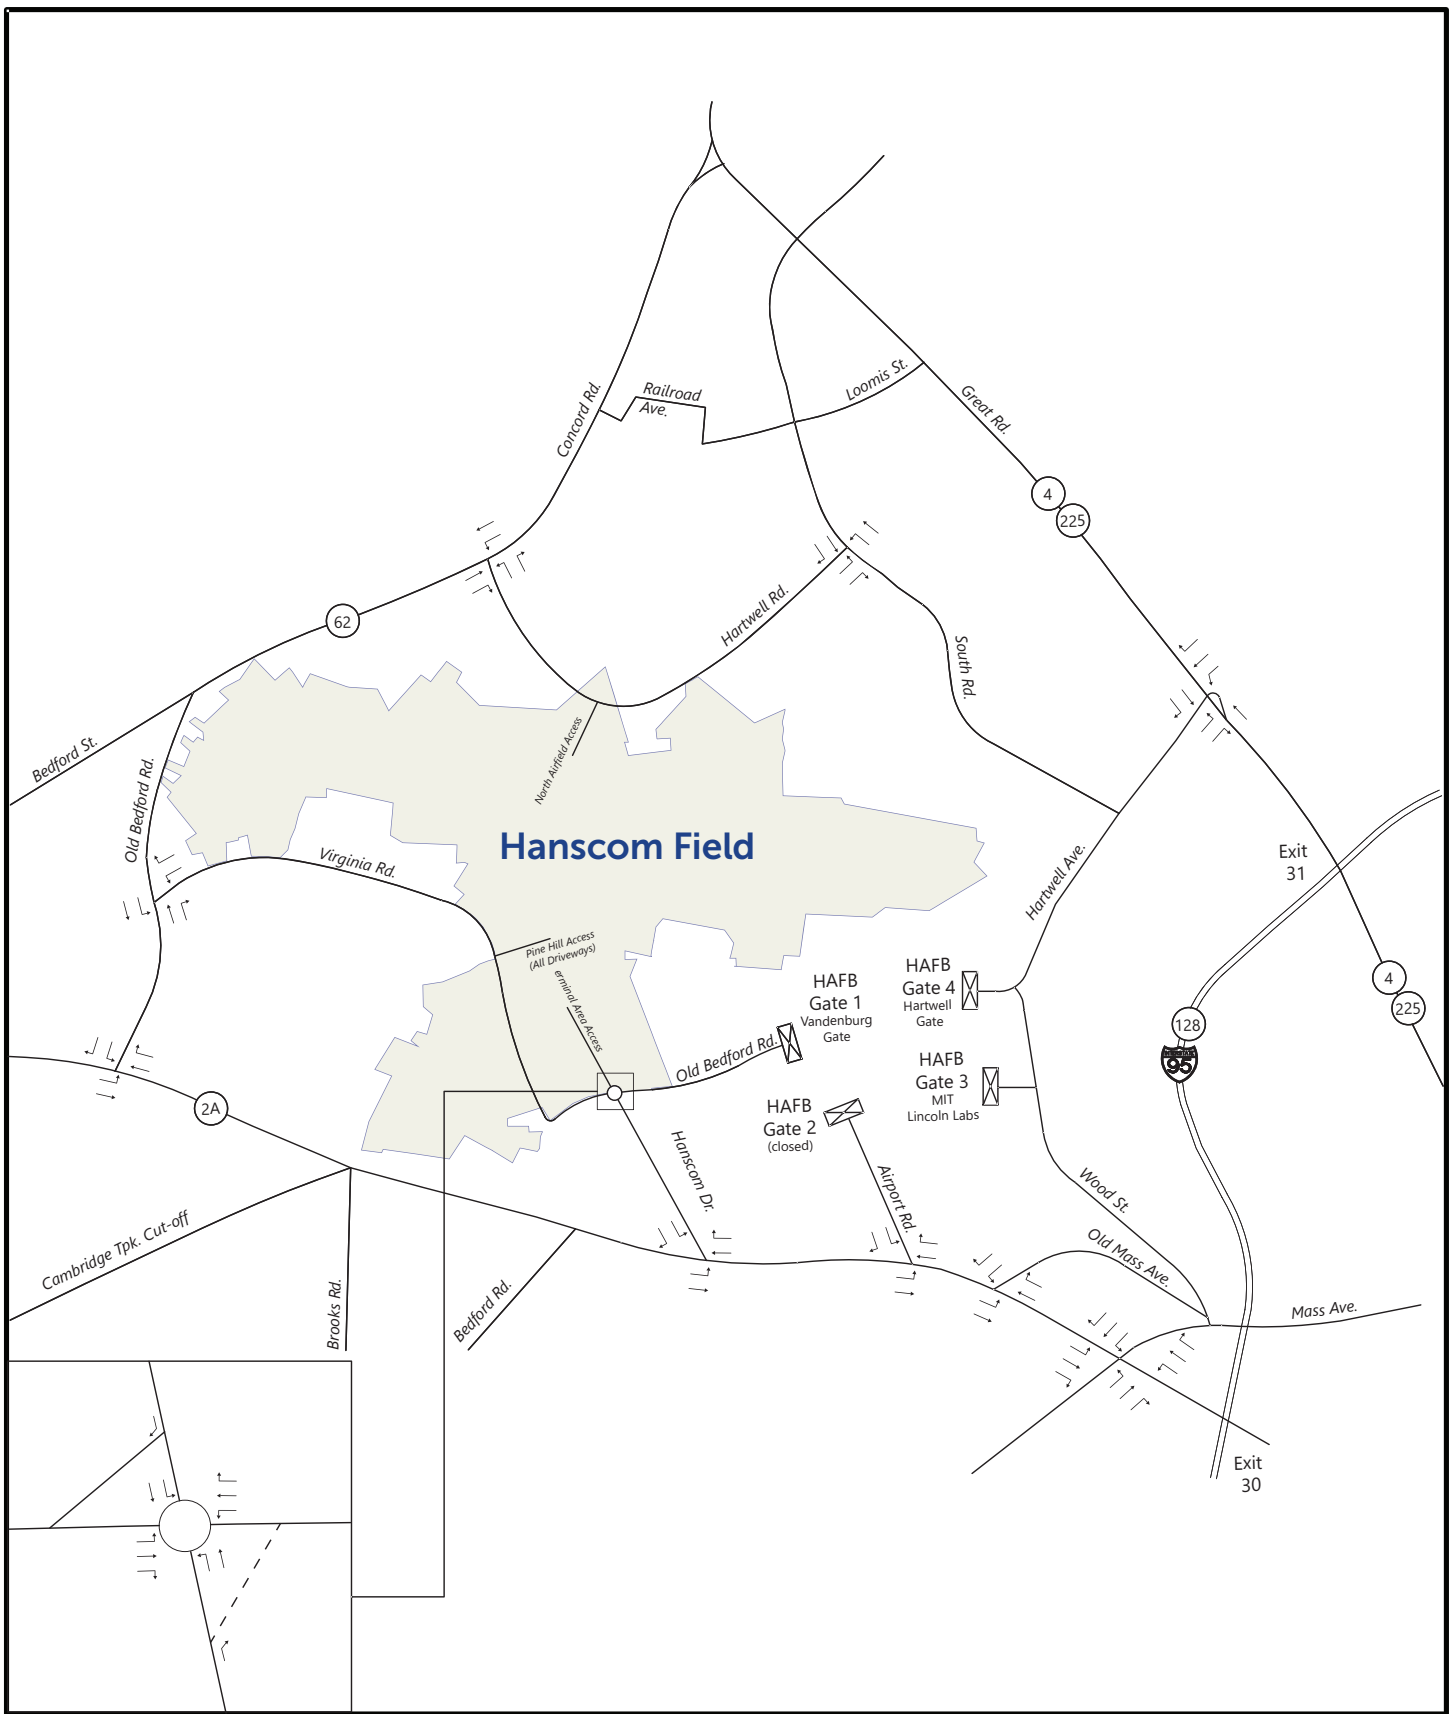 Concord Rd.
Railroad
Ave.
Loomis St.
Great Rd.
4
225
62
Hartwell Rd.
South Rd.
Bedford St.
Old Bedford Rd.
North Airfield Access
Virginia Rd.
Hanscom Field
Exit
31
Hartwell Ave.
Pine Hill Access
(All Driveways)
erminal Area Access
HAFB
Gate 1
Vandenburg
Gate
HAFB
Gate 4
Hartwell
Gate
4
225
128
INTERSTATE
95
Old Bedford Rd.
HAFB
Gate 3
MIT
Lincoln Labs
2A
HAFB
Gate 2
(closed)
Hanscom Dr.
Airport Rd.
Wood St.
Cambridge Tpk. Cut-off
Old Mass Ave.
Brooks Rd.
Bedford Rd.
Mass Ave.
Exit
30